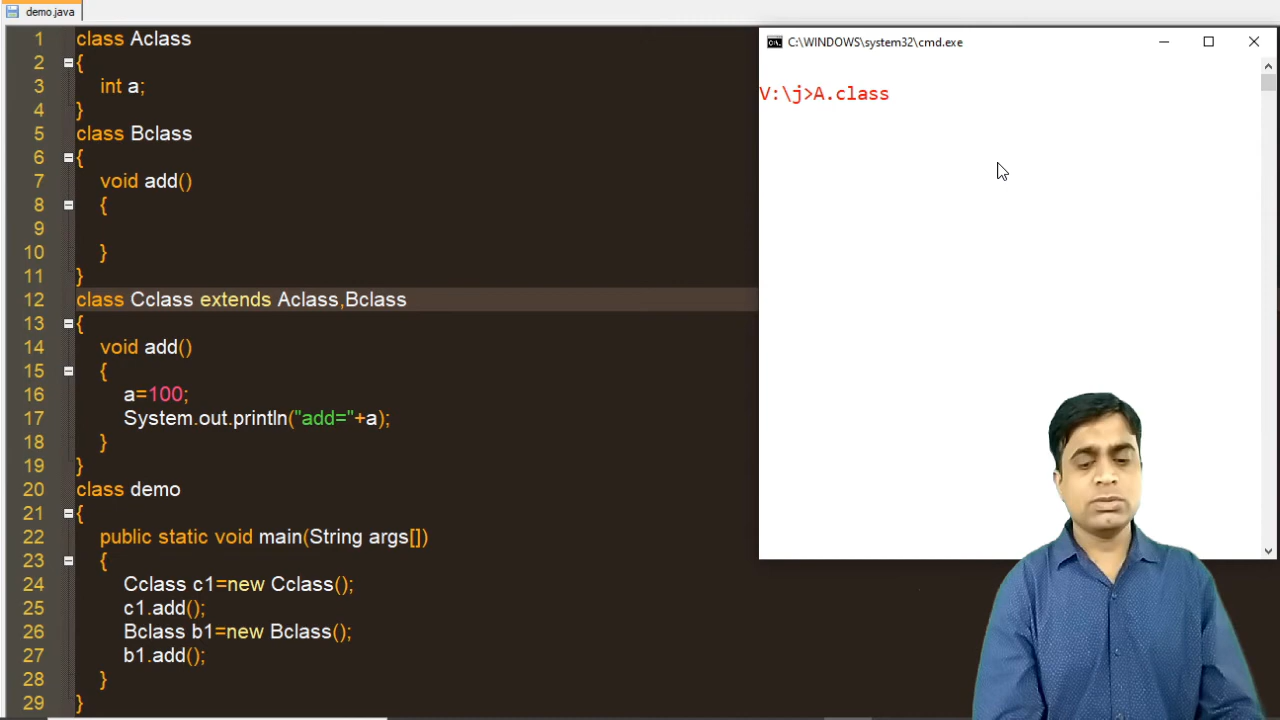 demo.java
1 class Aclass
2 {
3 int a;
4 }
5 class Bclass
6 {
7 void add()
8 {
9
10 }
11 }
12 class Cclass extends Aclass,Bclass
13 {
14 void add()
15 {
16 a=100;
17 System.out.println("add="+a);
18 }
19 }
20 class demo
21 {
22 public static void main(String args[])
23 {
24 Cclass c1=new Cclass();
25 c1.add();
26 Bclass b1=new Bclass();
27 b1.add();
28 }
29 }
C:\WINDOWS\system32\cmd.exe
V:\j>A.class